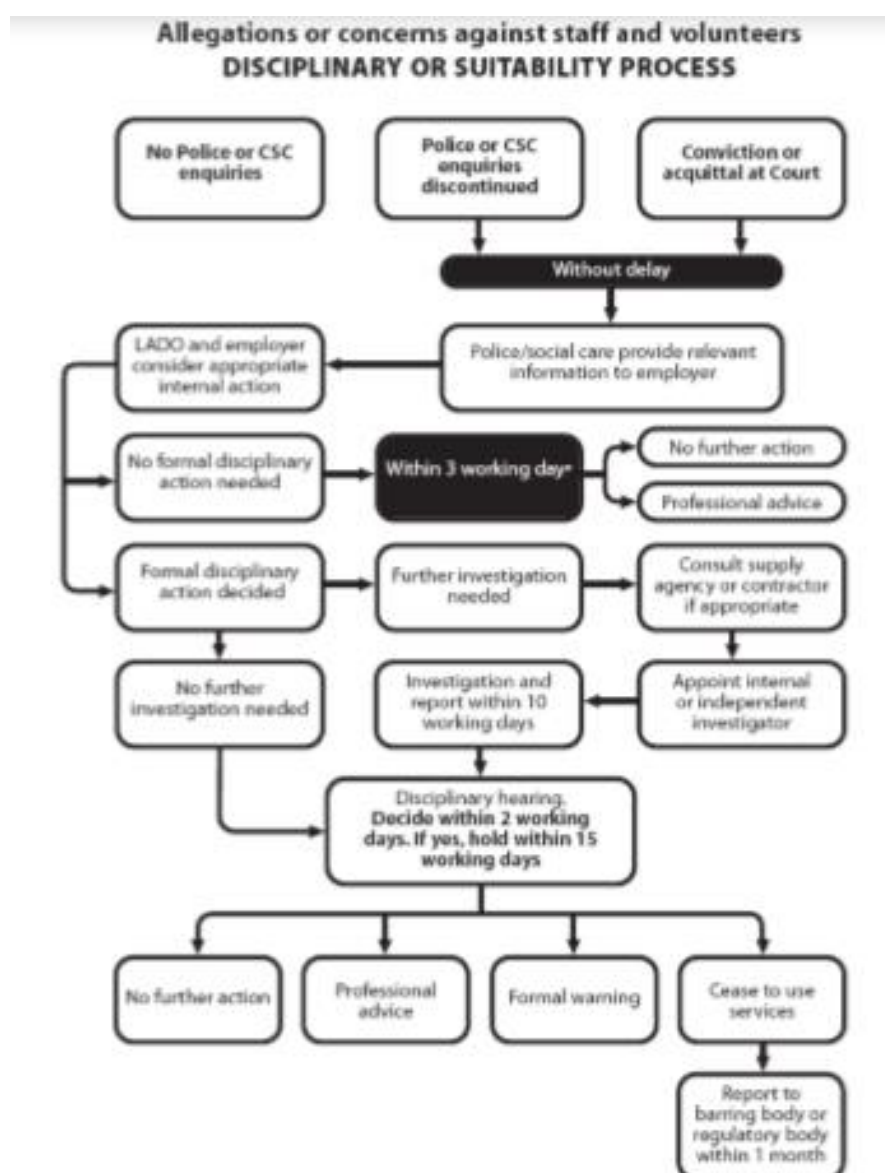 Allegations or concerns against staff and volunteers
DISCIPLINARY OR SUITABILITY PROCESS
No Police or CSC
enquiries
Police or CSC
enquiries
discontinued
Conviction or
acquittal at Court
Without delay
LADO and employer
consider appropriate
internal action
Police/social care provide relevant
information to employer
No formal disciplinary
action needed
Within 3 working days
No further action
Professional advice
Formal disciplinary
action decided
Further investigation
needed
Consult supply
agency or contractor
if appropriate
No further
investigation needed
Investigation and
report within 10
working days
Appoint internal
or independent
investigator
Disciplinary hearing.
Decide within 2 working
days. If yes, hold within 15
working days
No further action
Professional
advice
Formal warning
Cease to use
services
Report to
barring body or
regulatory body
within 1 month